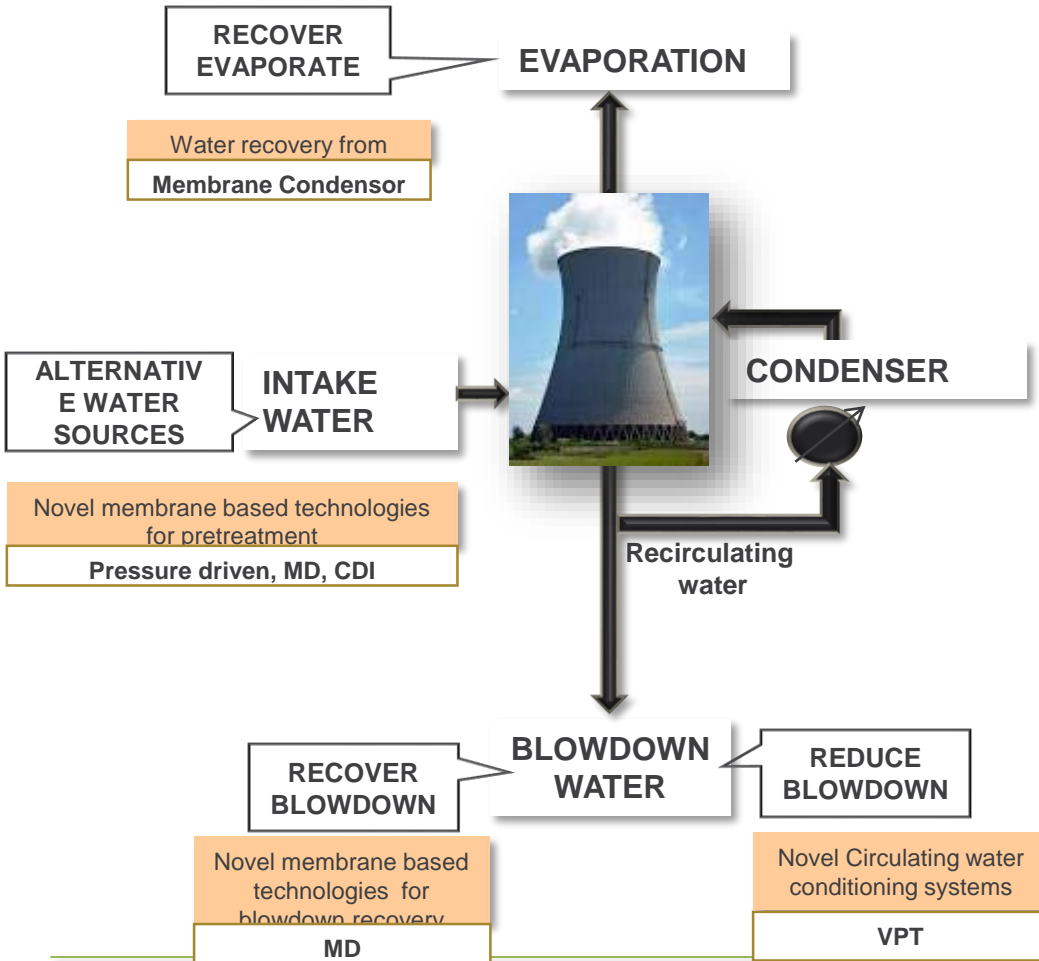 RECOVER
EVAPORATE
EVAPORATION
Water recovery from
Membrane Condensor
ALTERNATIV
E WATER
SOURCES
INTAKE
WATER
CONDENSER
Novel membrane based technologies
for pretreatment
Pressure driven, MD, CDI
Recirculating
water
RECOVER
BLOWDOWN
BLOWDOWN
WATER
REDUCE
BLOWDOWN
Novel membrane based
technologies for
blowdown recovery
MD
Novel Circulating water
conditioning systems
VPT